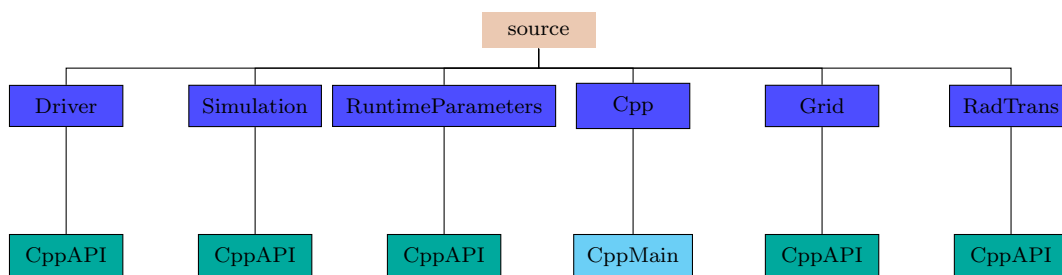 source
Driver
Simulation
RuntimeParameters
Cpp
Grid
RadTrans
CppAPI
CppAPI
CppAPI
CppMain
CppAPI
CppAPI